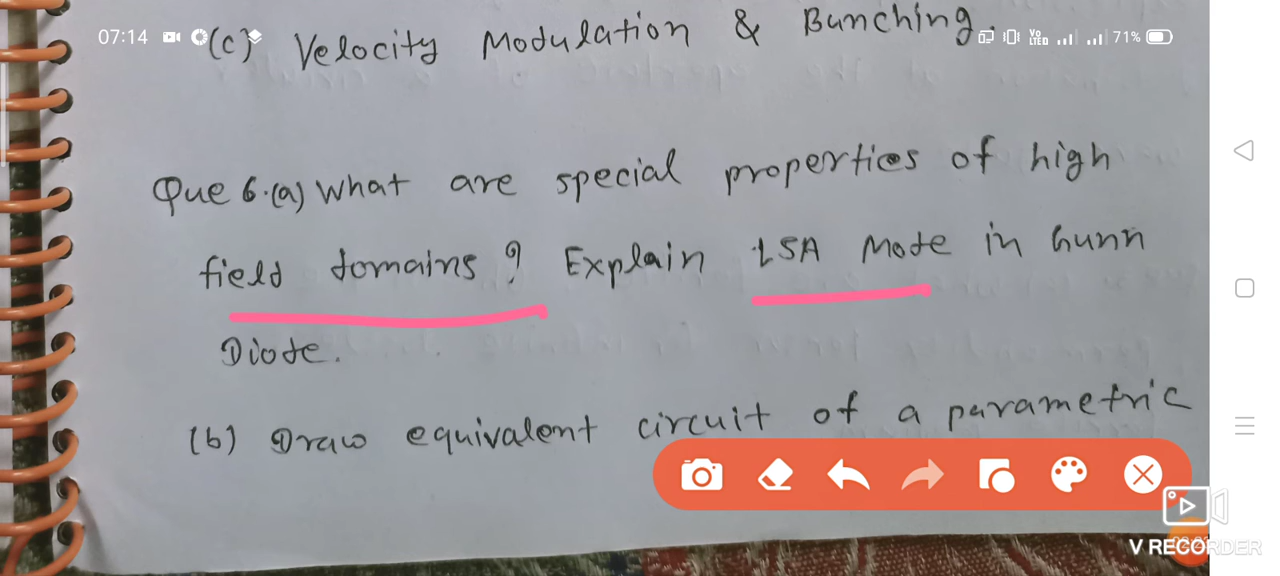 07:14
VoLTE 71%
(c) Velocity Modulation & Bunching.
Que 6.(a) What are special properties of high
field domains? Explain LSA Mode in Gunn
Diode.
(b) Draw equivalent circuit of a parametric
V RECORDER